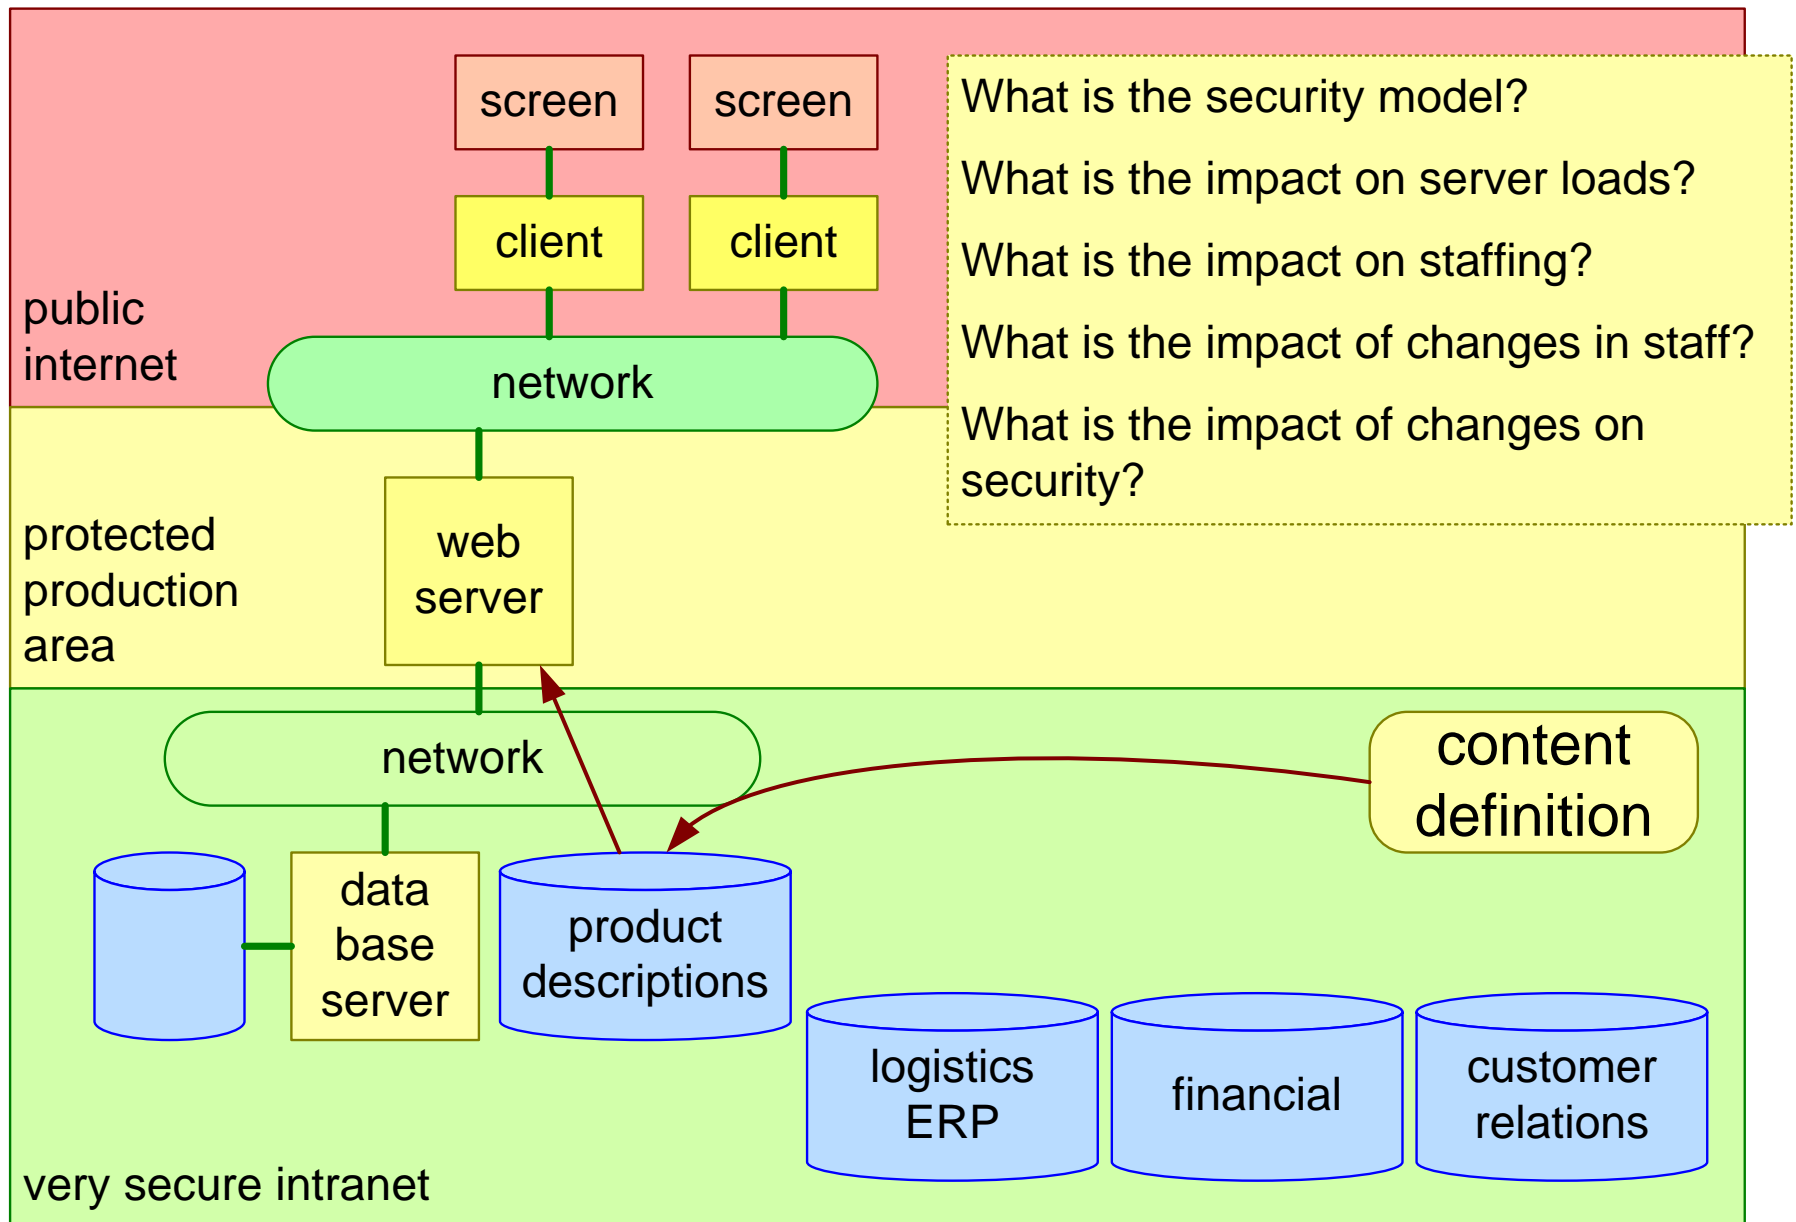 screen
screen
client
client
public
internet
network
What is the security model?
What is the impact on server loads?
What is the impact on staffing?
What is the impact of changes in staff?
What is the impact of changes on
security?
protected
production
area
web
server
network
content
definition
data
base
server
product
descriptions
logistics
ERP
financial
customer
relations
very secure intranet